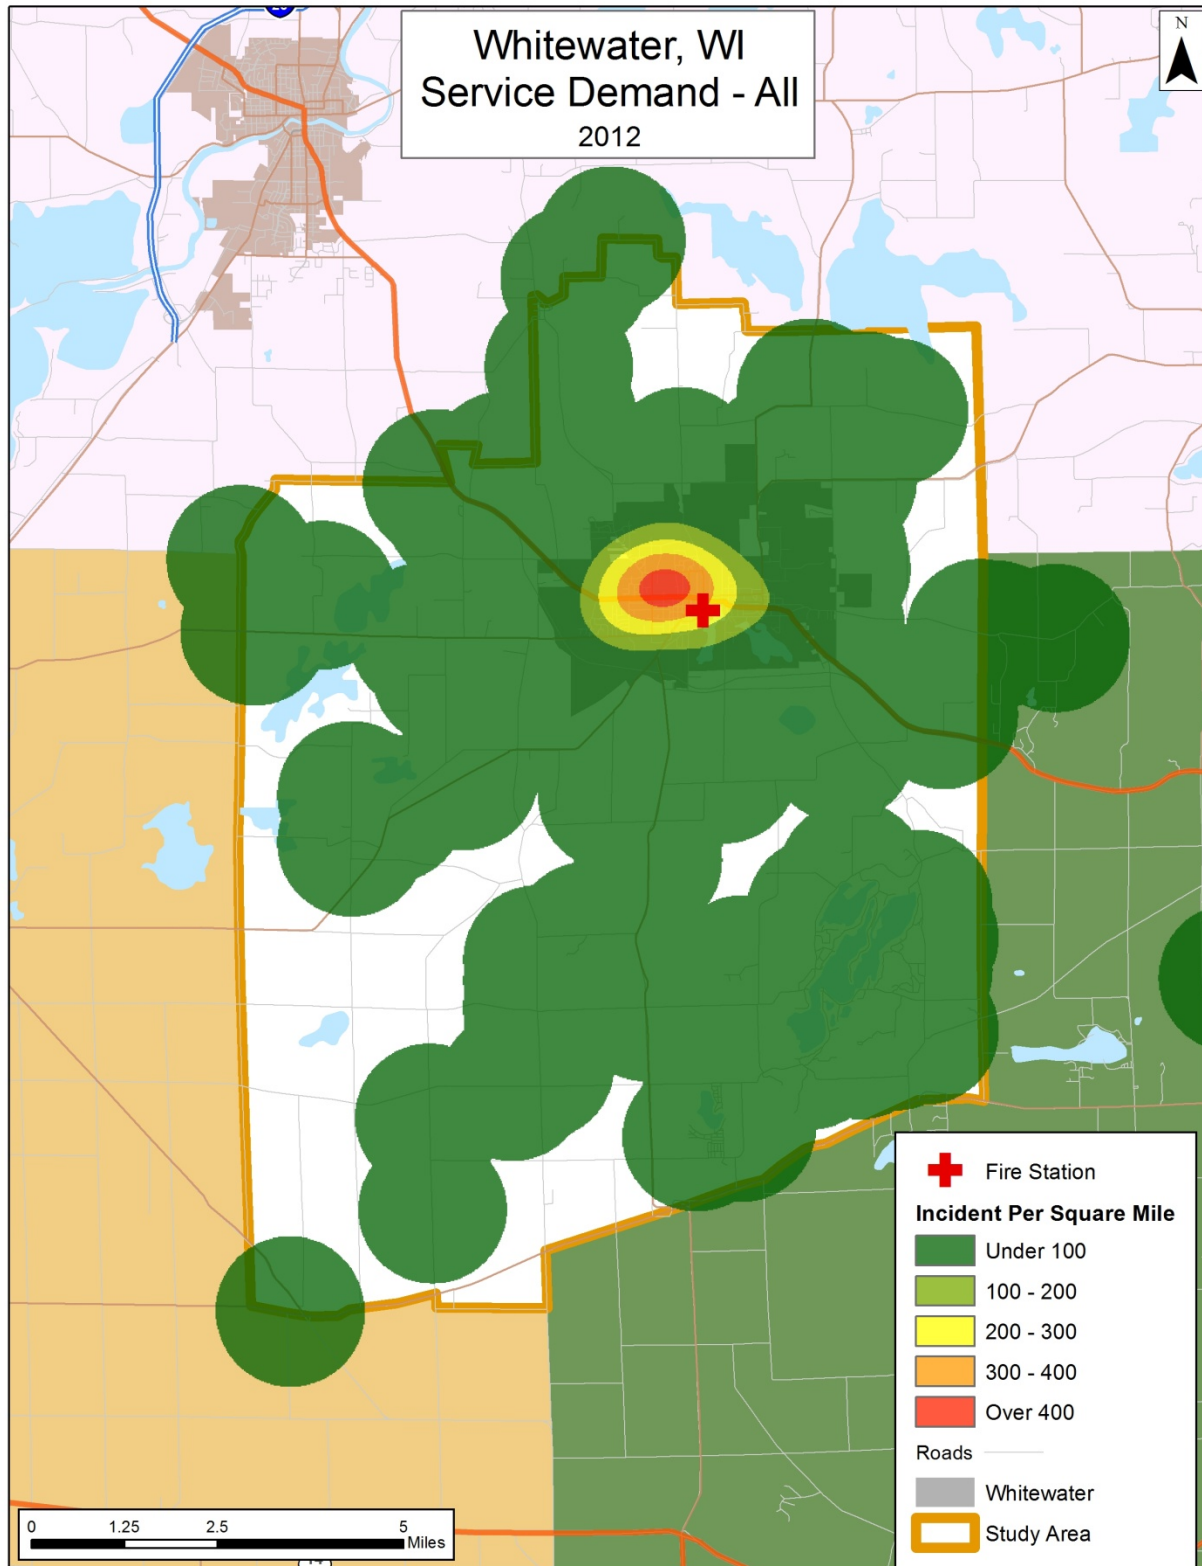 Whitewater, WI
Service Demand - All
2012
N
Fire Station
Incident Per Square Mile
Under 100
100 - 200
200 - 300
300 - 400
Over 400
Roads
Whitewater
Study Area
0 1.25 2.5 5
Miles